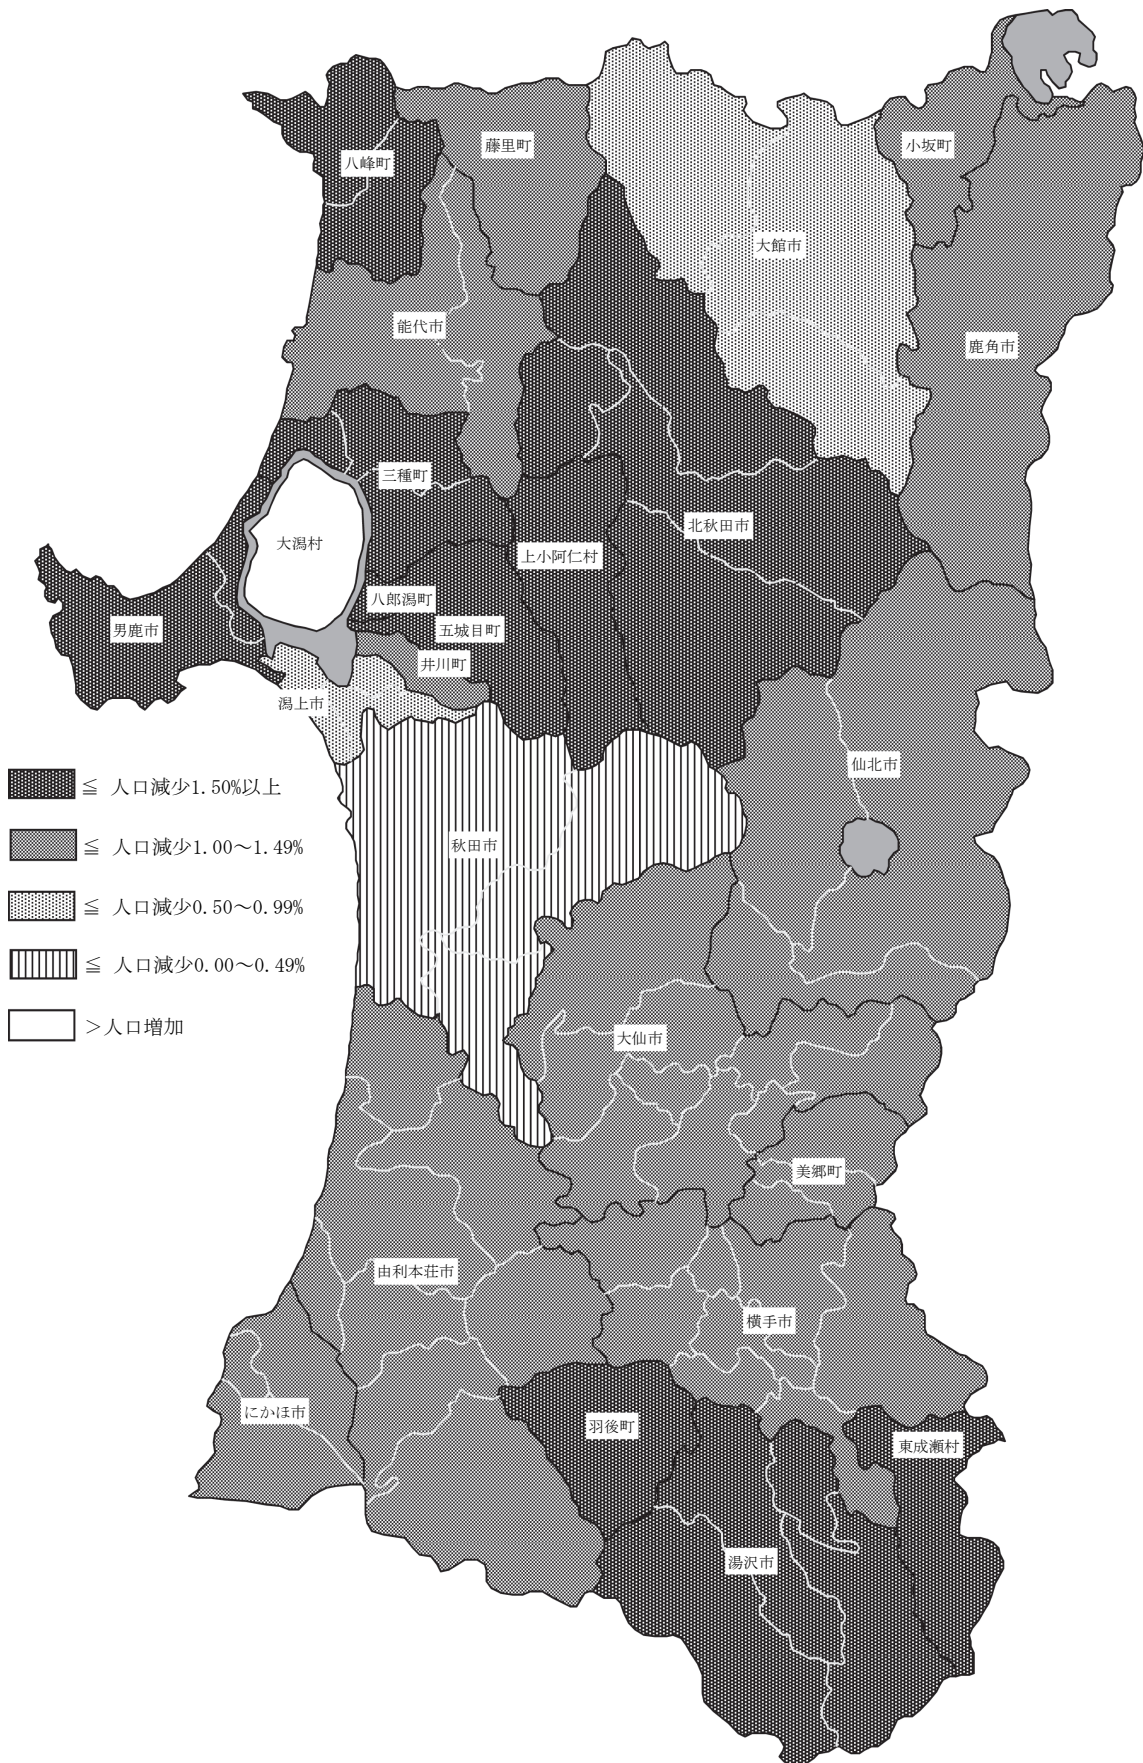 藤里町
小坂町
八峰町
大館市
能代市
鹿角市
三種町
北秋田市
大潟村
上小阿仁村
八郎潟町
男鹿市
五城目町
井川町
潟上市
仙北市
≦ 人口減少1.50%以上
≦ 人口減少1.00～1.49%
≦ 人口減少0.50～0.99%
≦ 人口減少0.00～0.49%
＞人口増加
秋田市
大仙市
美郷町
由利本荘市
横手市
にかほ市
羽後町
東成瀬村
湯沢市